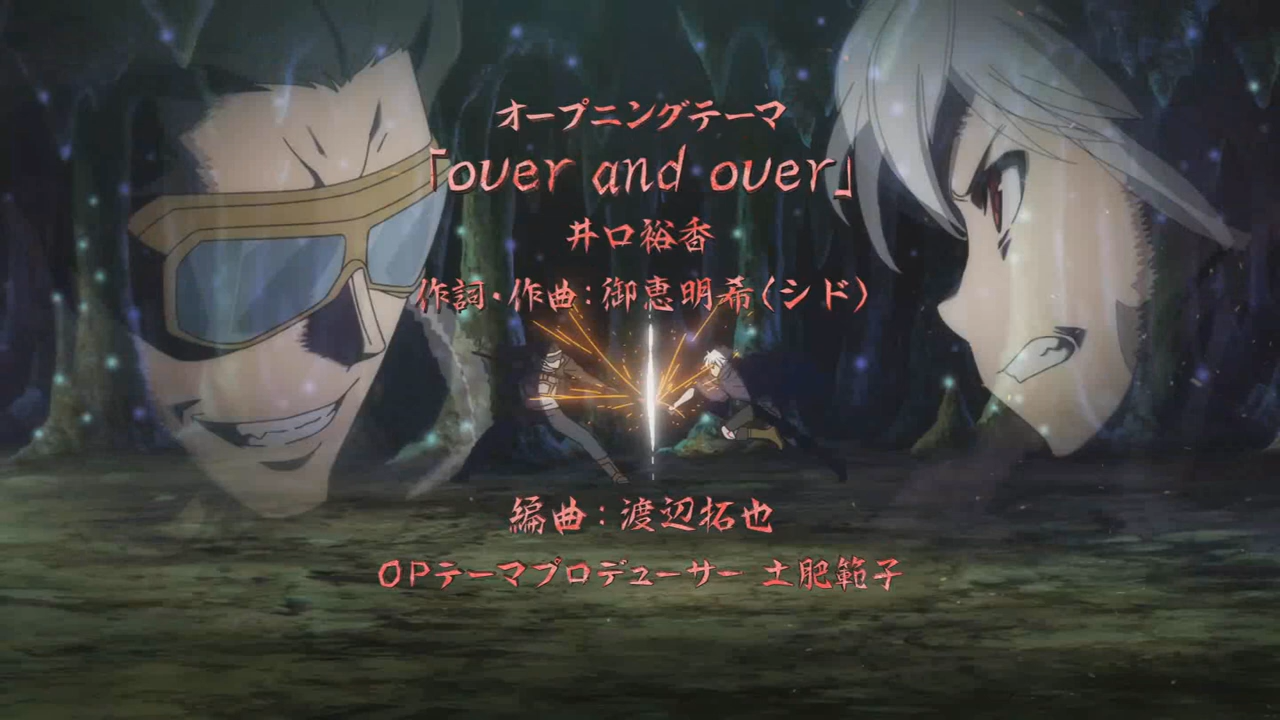 オープニングテーマ
「over and over」
井口裕香
作詞・作曲：御恵明希（シド）
編曲：渡辺拓也
OPテーマプロデューサー 土肥範子